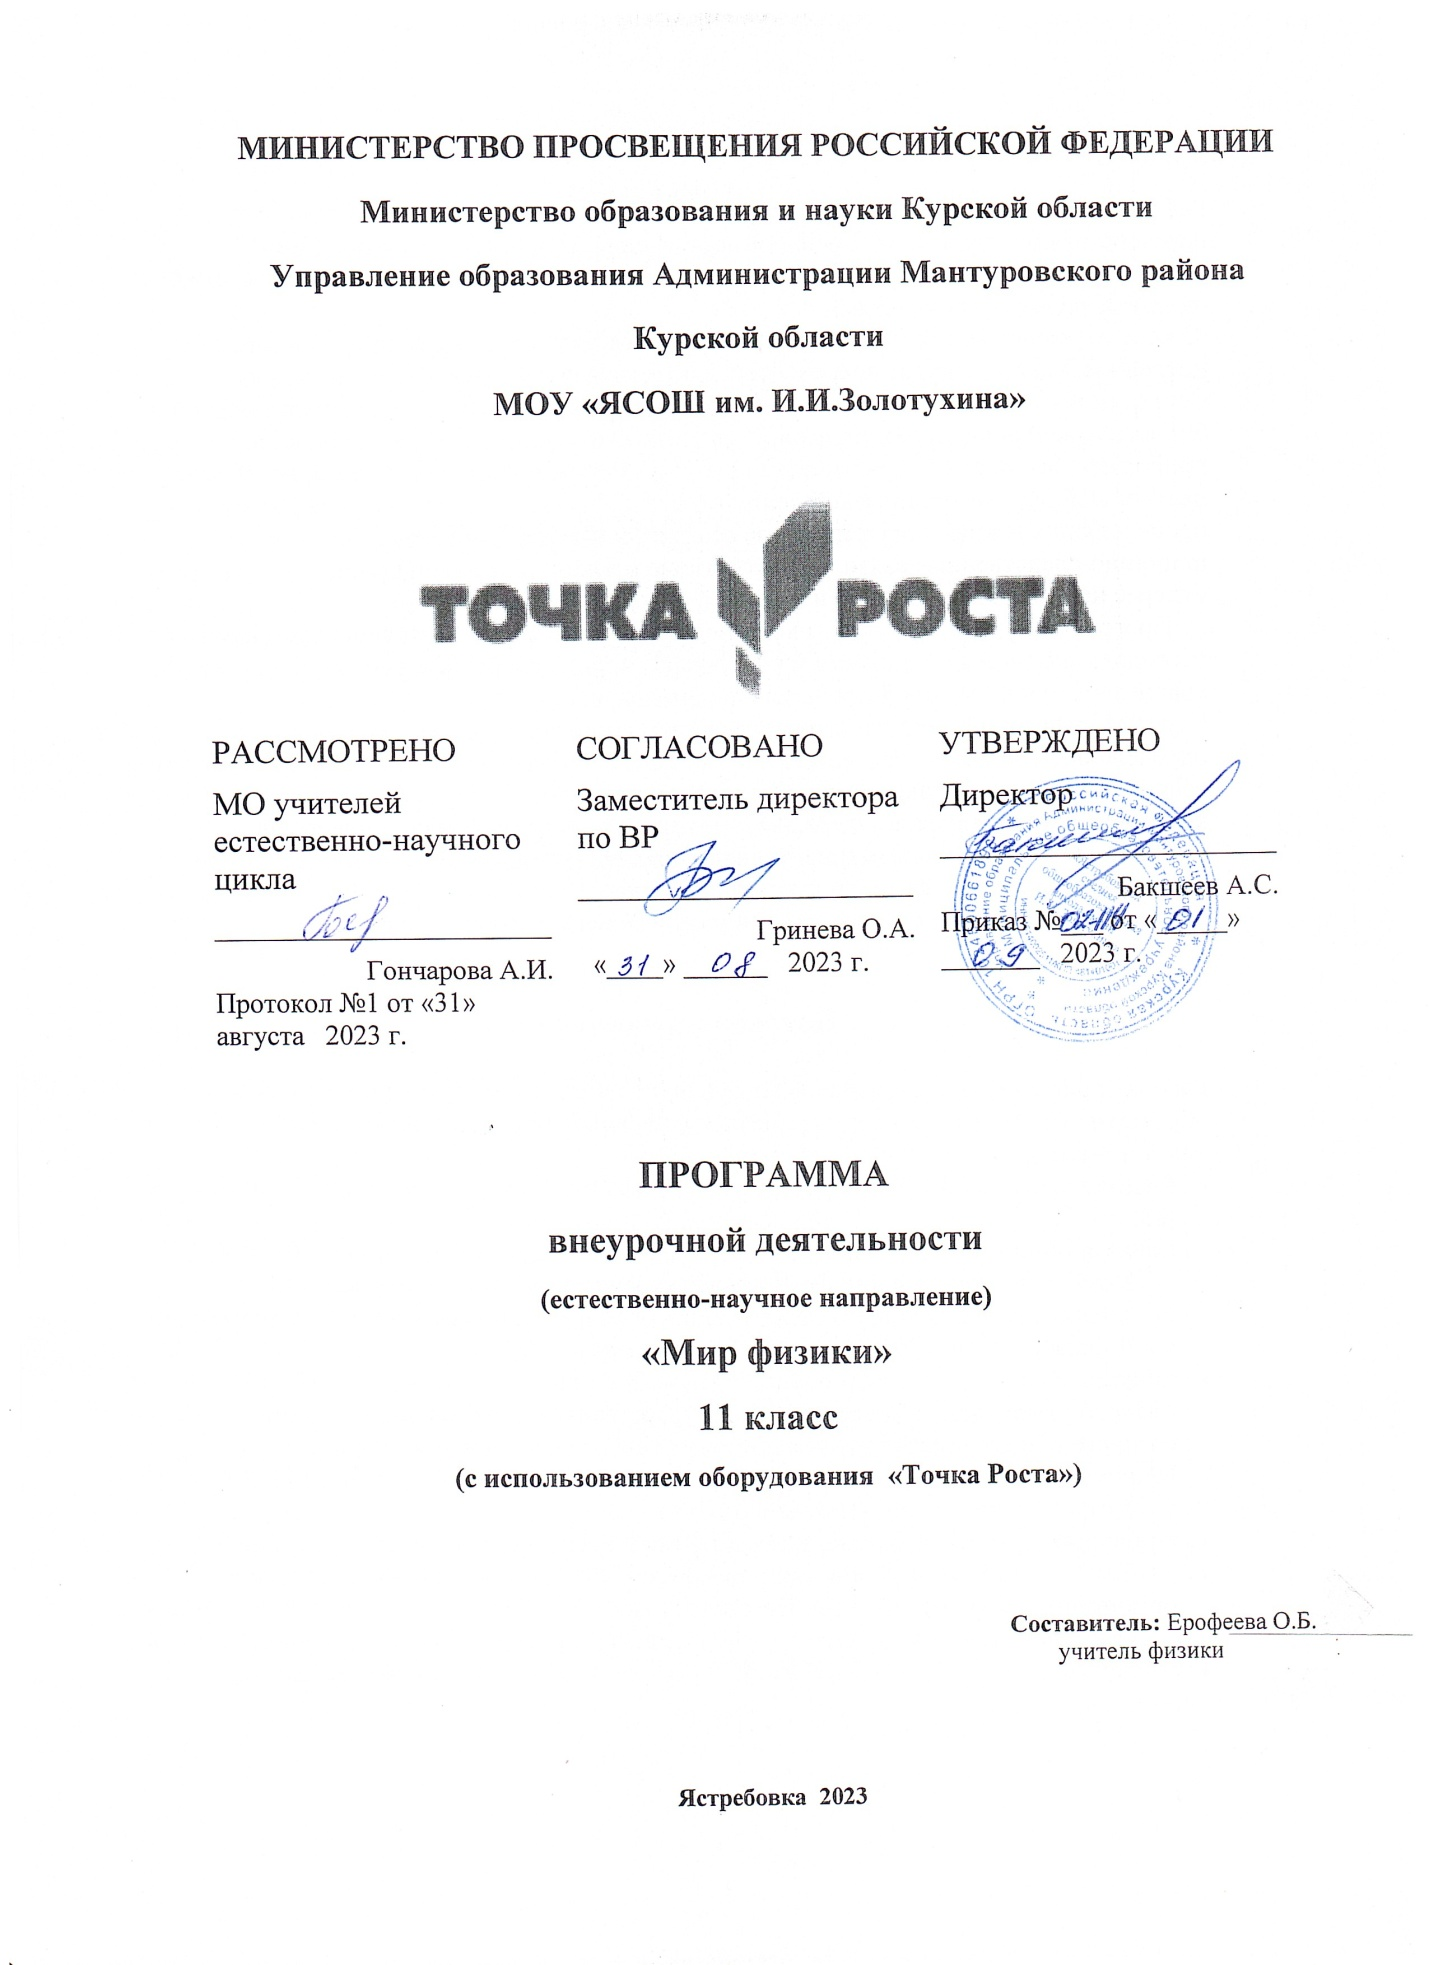 МИНИСТЕРСТВО ПРОСВЕЩЕНИЯ РОССИЙСКОЙ ФЕДЕРАЦИИ
Министерство образования и науки Курской области
Управление образования Администрации Мантуровского района
Курской области
МОУ «ЯСОШ им. И.И.Золотухина»
ТОЧКА РОСТА
РАССМОТРЕНО
МО учителей
естественно-научного
цикла
Гончарова А.И.
Протокол №1 от «31»
августа 2023 г.
СОГЛАСОВАНО
Заместитель директора
по ВР
Гринева О.А.
«31» 08 2023 г.
УТВЕРЖДЕНО
Директор
Бакшеев А.С.
Приказ № от «01»
09 2023 г.
ПРОГРАММА
внеурочной деятельности
(естественно-научное направление)
«Мир физики»
11 класс
(с использованием оборудования «Точка Роста»)
Составитель: Ерофеева О.Б.
учитель физики
Ястребовка 2023